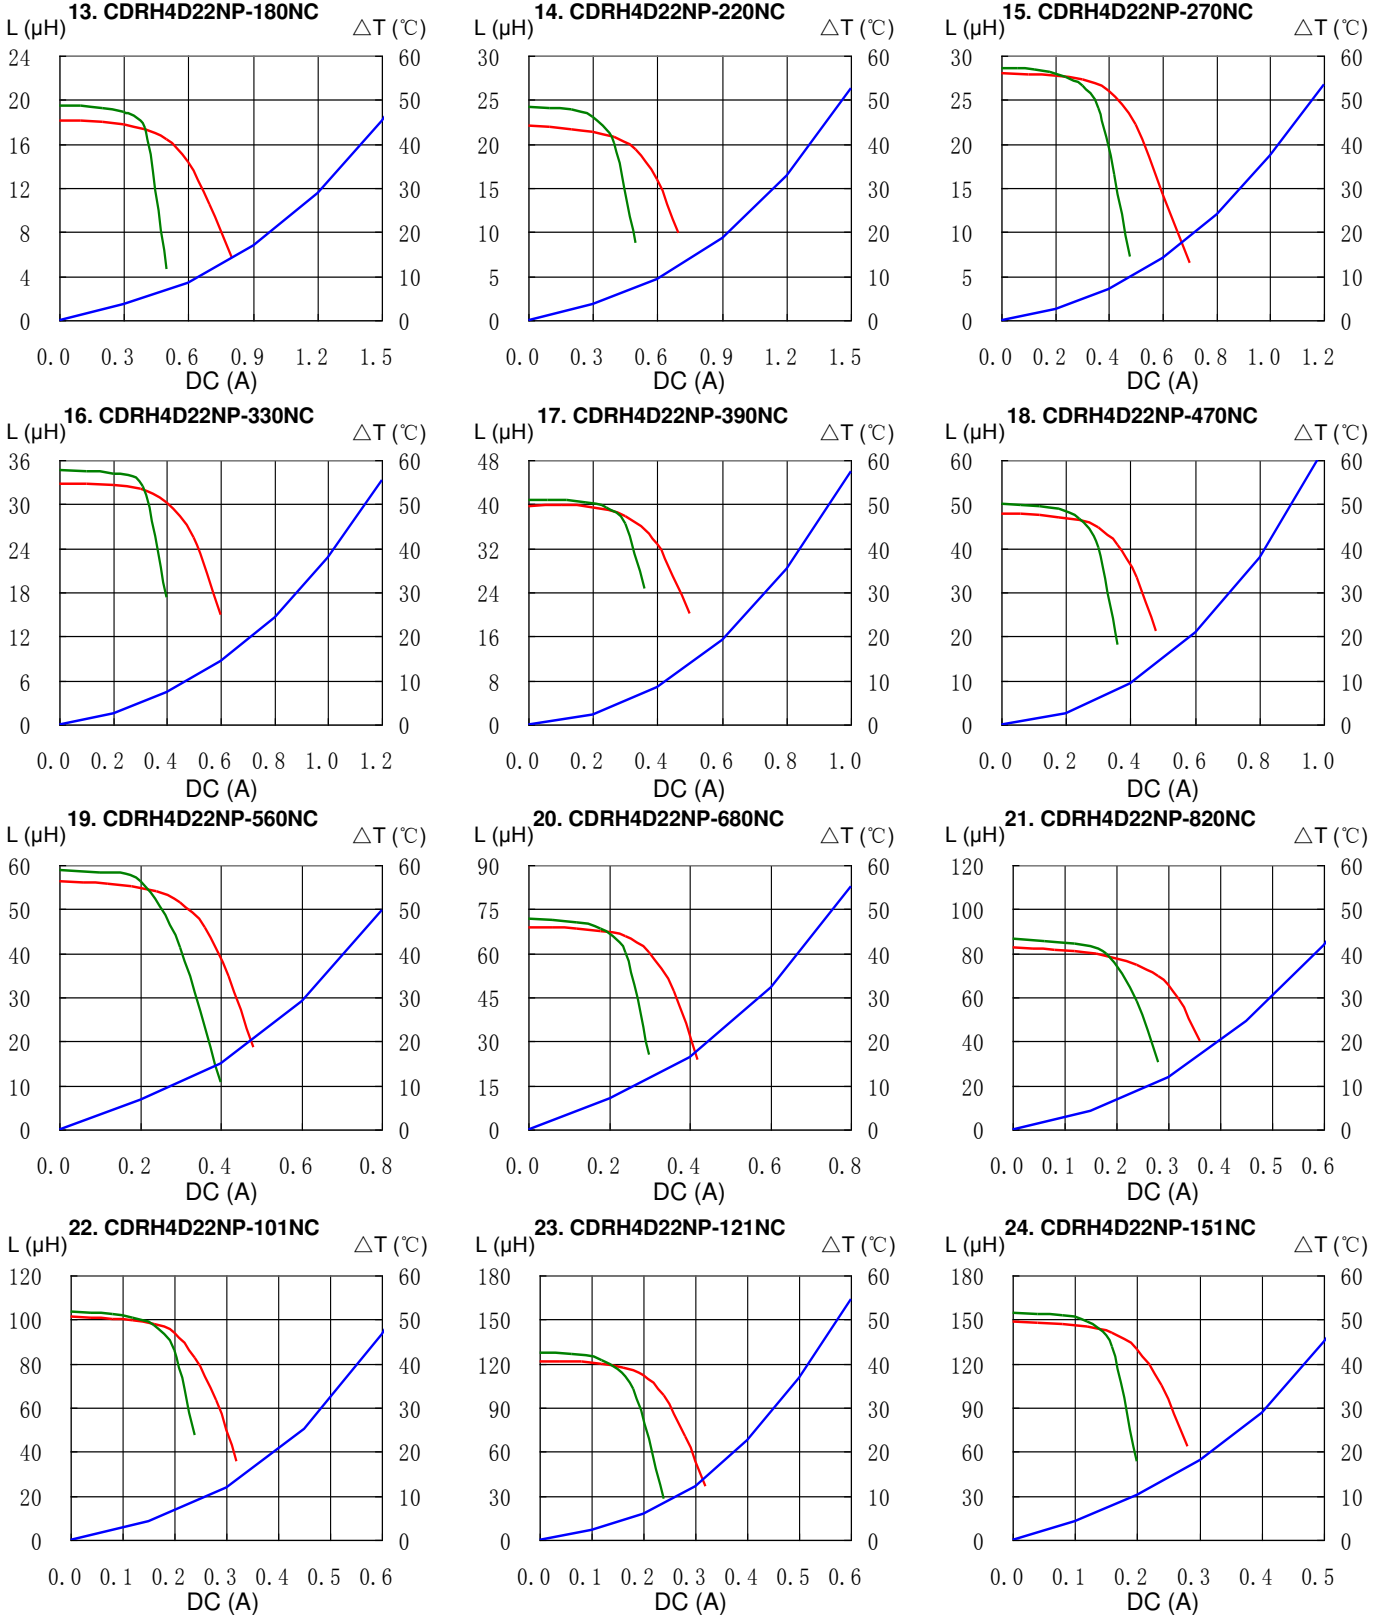 13. CDRH4D22NP-180NC
L (µH) △T (℃)
24 60
20 50
16 40
12 30
8 20
4 10
0 0
0.0 0.3 0.6 0.9 1.2 1.5
DC (A)
14. CDRH4D22NP-220NC
L (µH) △T (℃)
30 60
25 50
20 40
15 30
10 20
5 10
0 0
0.0 0.3 0.6 0.9 1.2 1.5
DC (A)
15. CDRH4D22NP-270NC
L (µH) △T (℃)
30 60
25 50
20 40
15 30
10 20
5 10
0 0
0.0 0.2 0.4 0.6 0.8 1.0 1.2
DC (A)
16. CDRH4D22NP-330NC
L (µH) △T (℃)
36 60
30 50
24 40
18 30
12 20
6 10
0 0
0.0 0.2 0.4 0.6 0.8 1.0 1.2
DC (A)
17. CDRH4D22NP-390NC
L (µH) △T (℃)
48 60
40 50
32 40
24 30
16 20
8 10
0 0
0.0 0.2 0.4 0.6 0.8 1.0
DC (A)
18. CDRH4D22NP-470NC
L (µH) △T (℃)
60 60
50 50
40 40
30 30
20 20
10 10
0 0
0.0 0.2 0.4 0.6 0.8 1.0
DC (A)
19. CDRH4D22NP-560NC
L (µH) △T (℃)
60 60
50 50
40 40
30 30
20 20
10 10
0 0
0.0 0.2 0.4 0.6 0.8
DC (A)
20. CDRH4D22NP-680NC
L (µH) △T (℃)
90 60
75 50
60 40
45 30
30 20
15 10
0 0
0.0 0.2 0.4 0.6 0.8
DC (A)
21. CDRH4D22NP-820NC
L (µH) △T (℃)
120 60
100 50
80 40
60 30
40 20
20 10
0 0
0.0 0.1 0.2 0.3 0.4 0.5 0.6
DC (A)
22. CDRH4D22NP-101NC
L (µH) △T (℃)
120 60
100 50
80 40
60 30
40 20
20 10
0 0
0.0 0.1 0.2 0.3 0.4 0.5 0.6
DC (A)
23. CDRH4D22NP-121NC
L (µH) △T (℃)
180 60
150 50
120 40
90 30
60 20
30 10
0 0
0.0 0.1 0.2 0.3 0.4 0.5 0.6
DC (A)
24. CDRH4D22NP-151NC
L (µH) △T (℃)
180 60
150 50
120 40
90 30
60 20
30 10
0 0
0.0 0.1 0.2 0.3 0.4 0.5
DC (A)